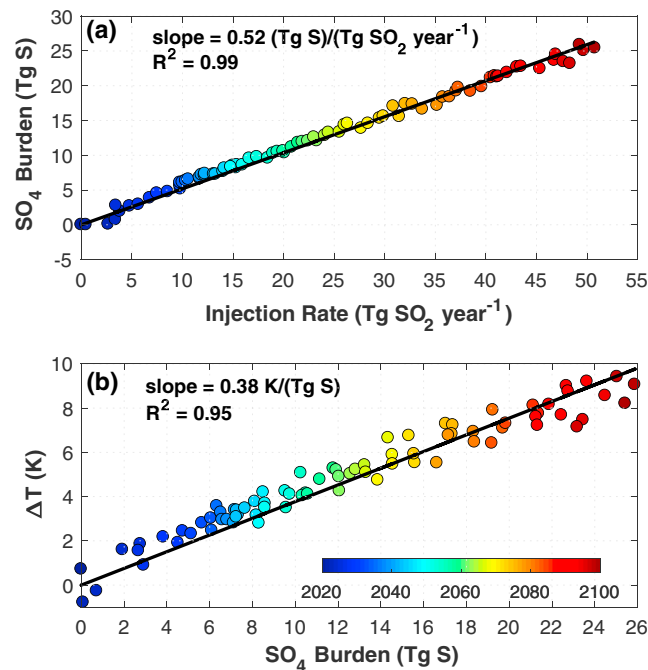 (a)
slope = 0.52 (Tg S)/(Tg SO2 year-1)
R2 = 0.99
30
25
20
15
10
5
0
-5
SO4 Burden (Tg S)
0 5 10 15 20 25 30 35 40 45 50 55
Injection Rate (Tg SO2 year-1)
(b)
slope = 0.38 K/(Tg S)
R2 = 0.95
10
8
6
4
2
0
ΔT (K)
2020 2040 2060 2080 2100
0 2 4 6 8 10 12 14 16 18 20 22 24 26
SO4 Burden (Tg S)